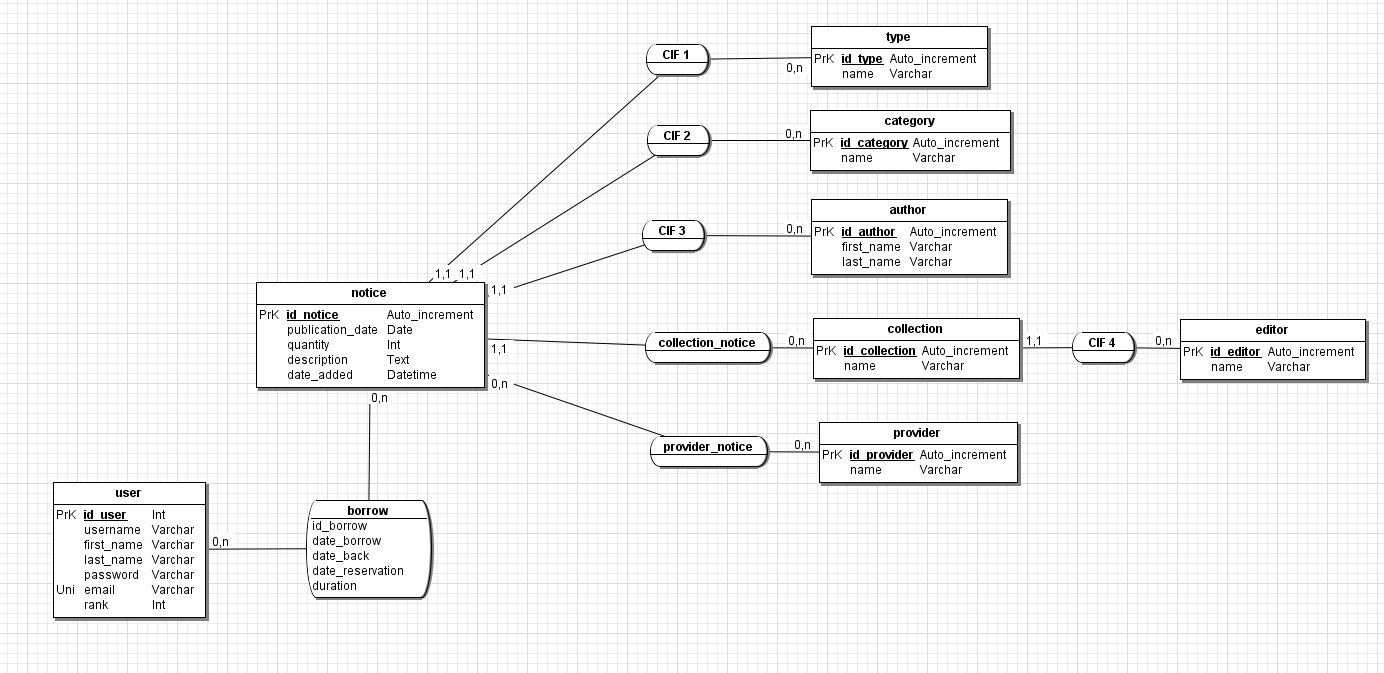 type
CIF 1
0,n
PrK id_type Auto_increment
name Varchar
category
CIF 2
0,n
PrK id_category Auto_increment
name Varchar
author
CIF 3
0,n
PrK id_author Auto_increment
first_name Varchar
last_name Varchar
1,1 1,1
1,1
notice
PrK id_notice Auto_increment
publication_date Date
quantity Int
description Text
date_added Datetime
1,1
collection_notice
0,n
collection
PrK id_collection Auto_increment
name Varchar
1,1
CIF 4
0,n
editor
PrK id_editor Auto_increment
name Varchar
0,n
0,n
provider_notice
0,n
provider
PrK id_provider Auto_increment
name Varchar
user
PrK id_user Int
username Varchar
first_name Varchar
last_name Varchar
password Varchar
Uni email Varchar
rank Int
0,n
borrow
id_borrow
date_borrow
date_back
date_reservation
duration